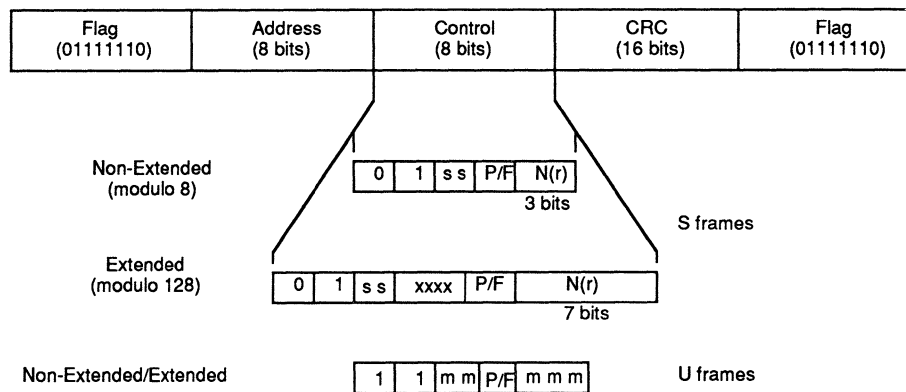 Flag Address Control CRC Flag
(01111110) (8 bits) (8 bits) (16 bits) (01111110)
Non-Extended
(modulo 8)
0 1 s s P/F N(r)
3 bits
S frames
Extended
(modulo 128)
0 1 s s xxxx P/F N(r)
7 bits
Non-Extended/Extended 1 1 m m P/F m m m U frames